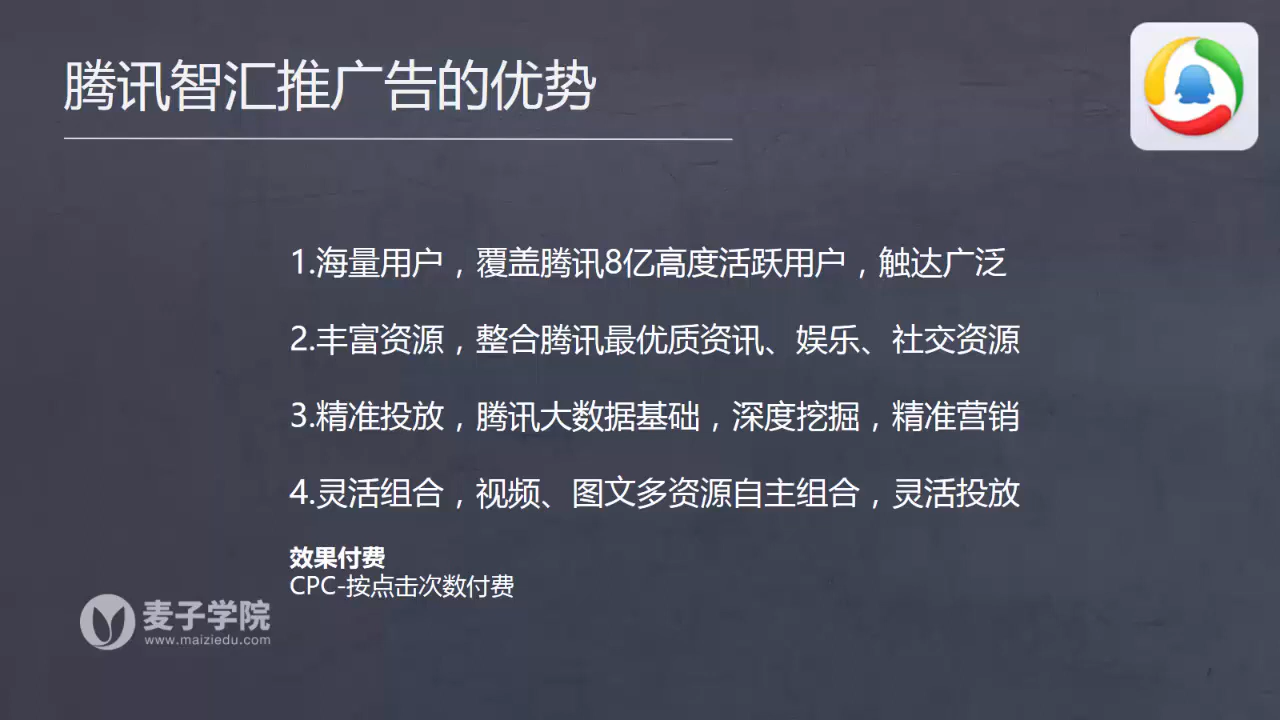 腾讯智汇推广告的优势
1.海量用户，覆盖腾讯8亿高度活跃用户，触达广泛
2.丰富资源，整合腾讯最优质资讯、娱乐、社交资源
3.精准投放，腾讯大数据基础，深度挖掘，精准营销
4.灵活组合，视频、图文多资源自主组合，灵活投放
效果付费
CPC-按点击次数付费
麦子学院
www.maiziedu.com